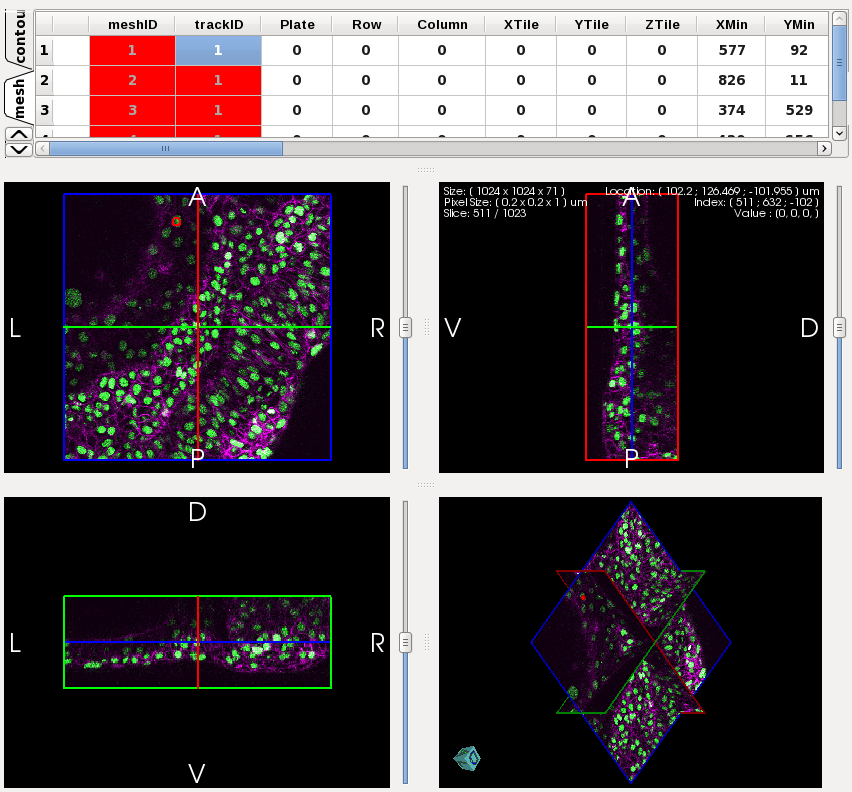 contou
mesh
meshID trackID Plate Row Column XTile YTile ZTile XMin YMin
1 1 1 0 0 0 0 0 0 577 92
2 2 1 0 0 0 0 0 0 826 11
3 3 1 0 0 0 0 0 0 374 529
A
L
R
P
Size: ( 1024 x 1024 x 71 ) Location: ( 102.2 ; 126.469 ; -101.955 ) um
Pixel Size: ( 0.2 x 0.2 x 1 ) um Index: ( 511 ; 632 ; -102 )
Slice: 511 / 1023 Value : (0, 0, 0, )
A
V
D
P
D
L
R
V